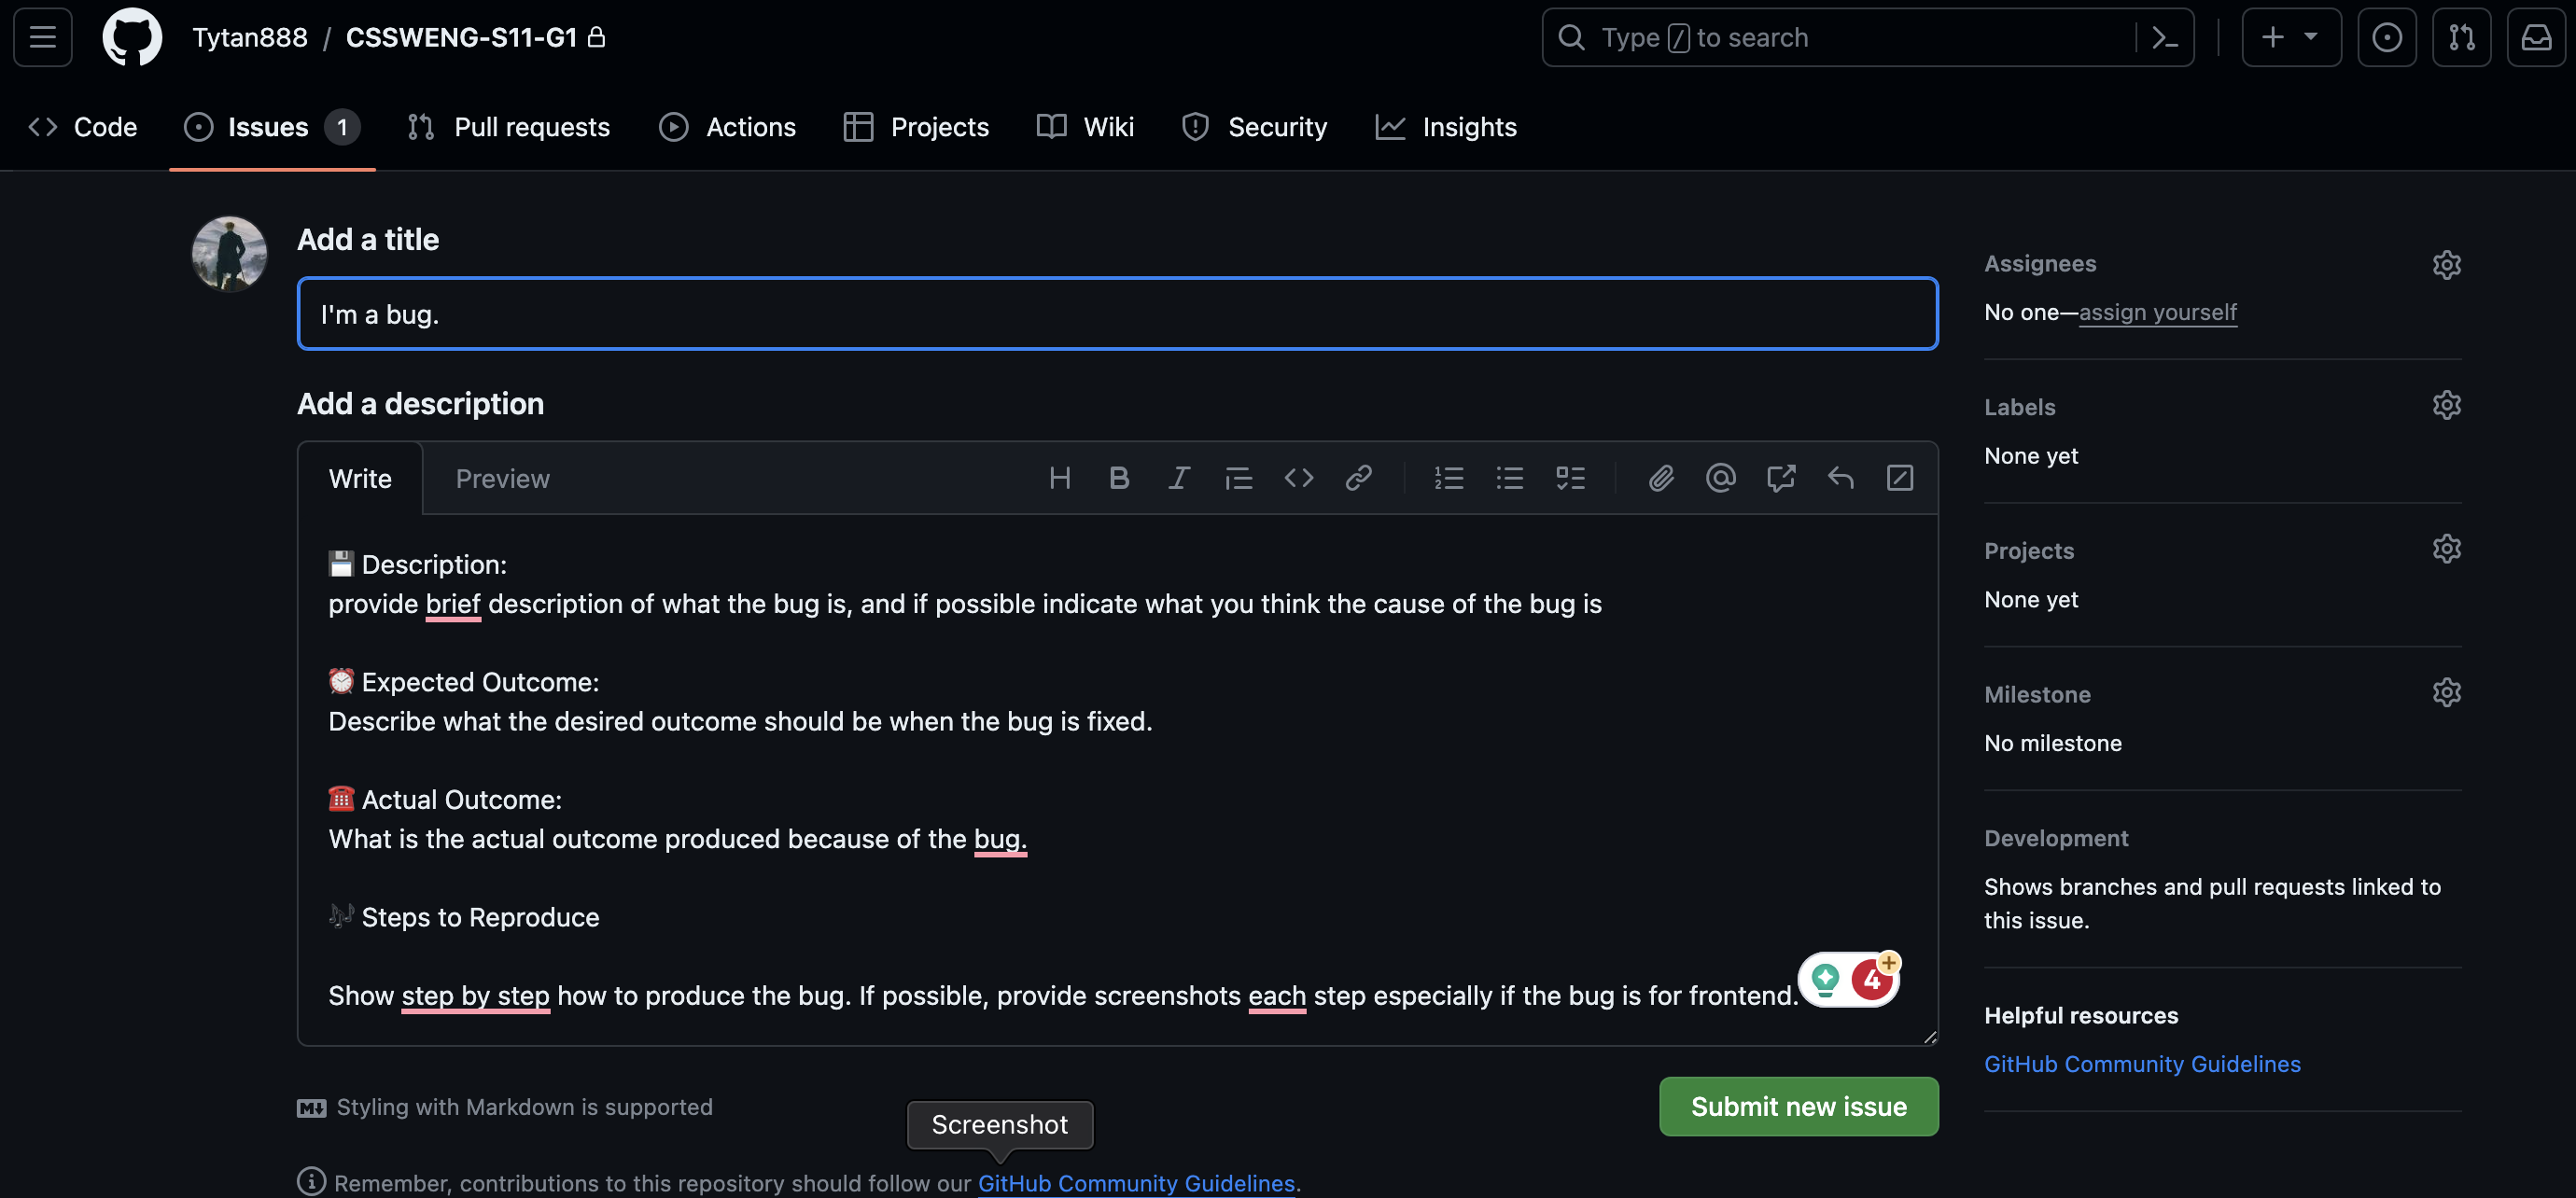 Tytan888 / CSSWENG-S11-G1
Type / to search
Code
Issues 1
Pull requests
Actions
Projects
Wiki
Security
Insights
Add a title
I'm a bug.
Add a description
Write
Preview
Description:
provide brief description of what the bug is, and if possible indicate what you think the cause of the bug is
Expected Outcome:
Describe what the desired outcome should be when the bug is fixed.
Actual Outcome:
What is the actual outcome produced because of the bug.
Steps to Reproduce
Show step by step how to produce the bug. If possible, provide screenshots each step especially if the bug is for frontend.
4
Styling with Markdown is supported
Screenshot
Submit new issue
Remember, contributions to this repository should follow our GitHub Community Guidelines.
Assignees
No one—assign yourself
Labels
None yet
Projects
None yet
Milestone
No milestone
Development
Shows branches and pull requests linked to
this issue.
Helpful resources
GitHub Community Guidelines